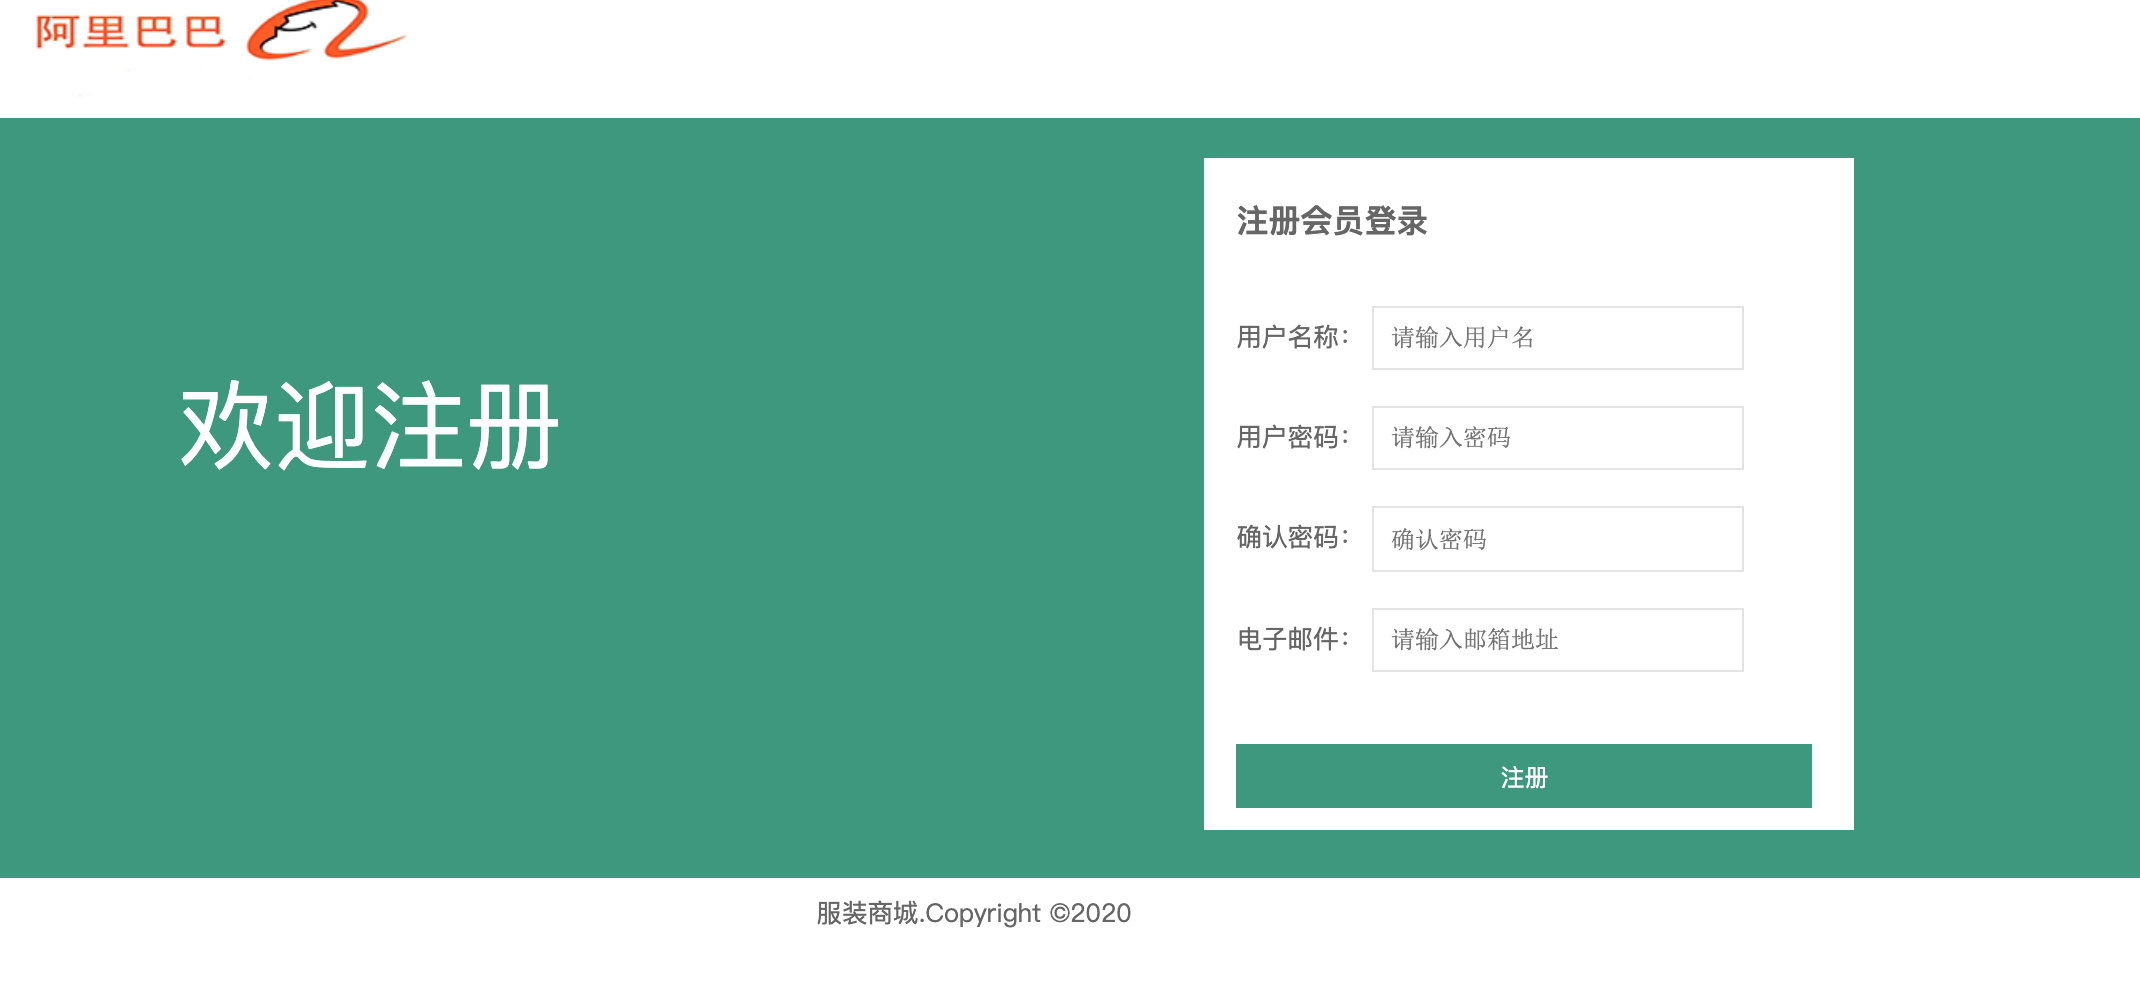 阿里巴巴
欢迎注册
注册会员登录
用户名称： 请输入用户名
用户密码： 请输入密码
确认密码： 确认密码
电子邮件： 请输入邮箱地址
注册
服装商城.Copyright ©2020